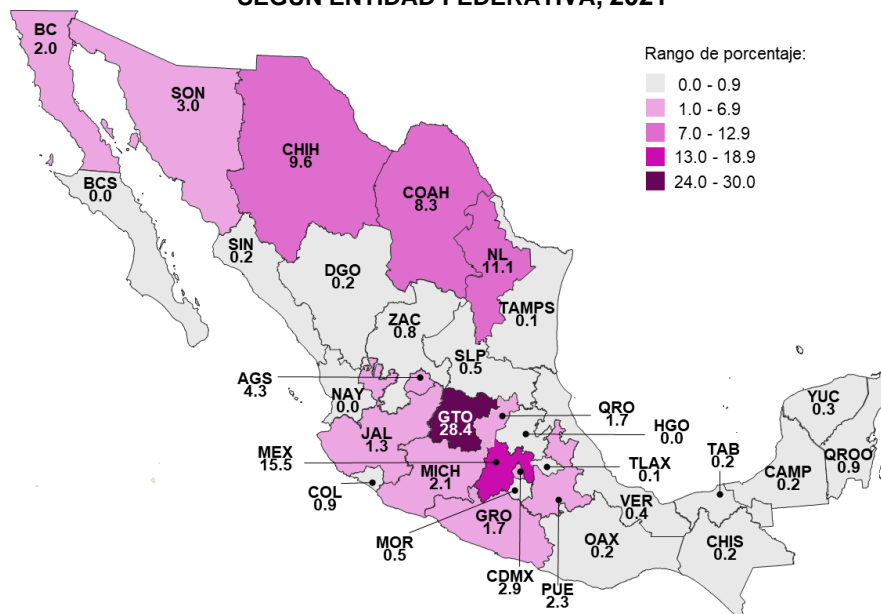 SEGÚN ENTIDAD FEDERATIVA, 2021
BC
2.0
SON
3.0
CHIH
9.6
COAH
8.3
BCS
0.0
SIN
0.2
DGO
0.2
NL
11.1
TAMPS
0.1
ZAC
0.8
SLP
0.5
AGS
4.3
NAY
0.0
GTO
28.4
QRO
1.7
HGO
0.0
JAL
1.3
MEX
15.5
MICH
2.1
TLAX
0.1
TAB
0.2
YUC
0.3
QROO
0.9
CAMP
0.2
COL
0.9
VER
0.4
GRO
1.7
MOR
0.5
OAX
0.2
CHIS
0.2
CDMX
2.9
PUE
2.3
Rango de porcentaje:
0.0 - 0.9
1.0 - 6.9
7.0 - 12.9
13.0 - 18.9
24.0 - 30.0